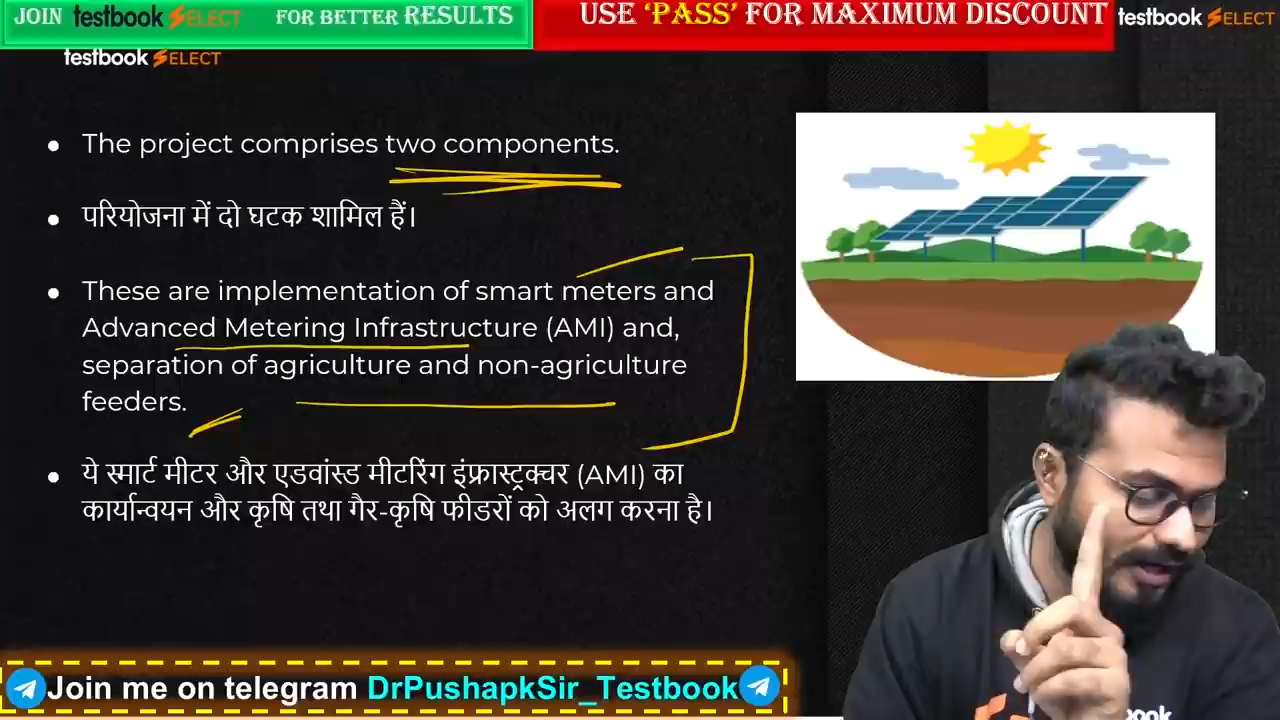 JOIN testbook SELECT FOR BETTER RESULTS
USE ‘PASS’ FOR MAXIMUM DISCOUNT
testbook SELECT
testbook SELECT
• The project comprises two components.
• परियोजना में दो घटक शामिल हैं।
• These are implementation of smart meters and
Advanced Metering Infrastructure (AMI) and,
separation of agriculture and non-agriculture
feeders.
• ये स्मार्ट मीटर और एडवांस्ड मीटरिंग इंफ्रास्ट्रक्चर (AMI) का
कार्यान्वयन और कृषि तथा गैर-कृषि फीडरों को अलग करना है।
Join me on telegram DrPushapkSir_Testbook